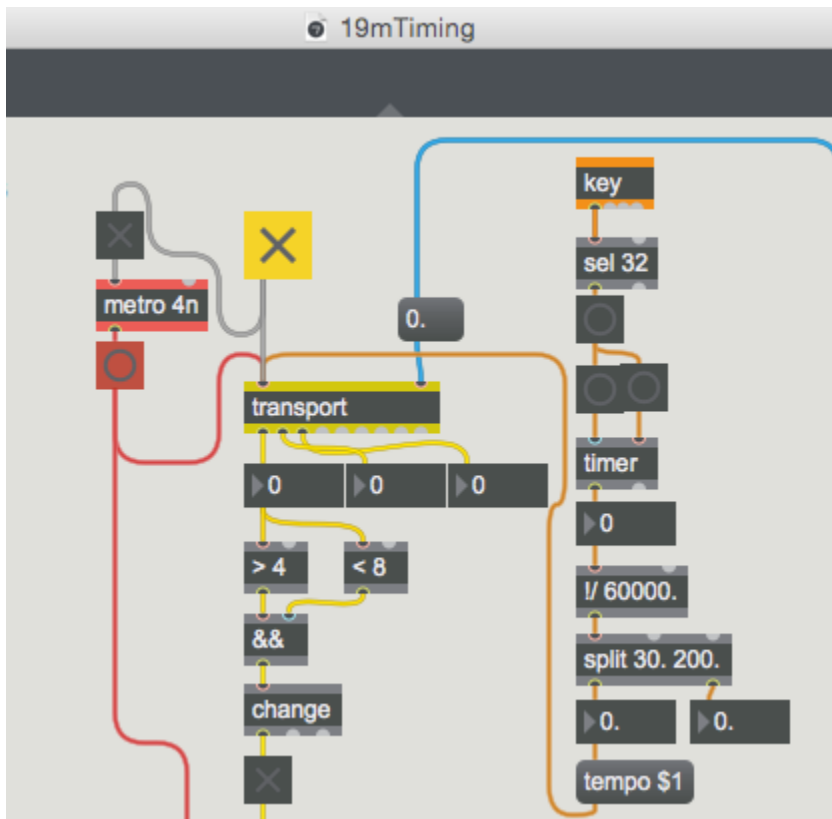 19mTiming
key
sel 32
metro 4n
0.
transport
timer
0
0
0
0
> 4
< 8
!/ 60000.
&&
split 30. 200.
change
0.
0.
tempo $1